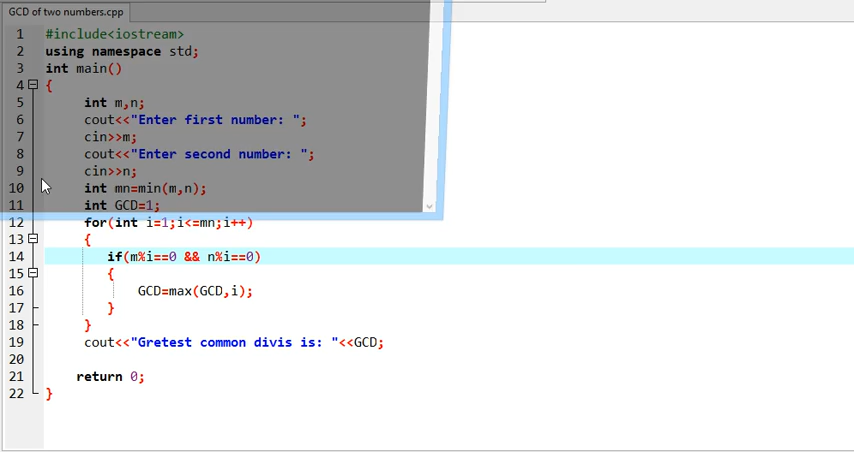 GCD of two numbers.cpp
1 #include<iostream>
2 using namespace std;
3 int main()
4 {
5 int m,n;
6 cout<<"Enter first number: ";
7 cin>>m;
8 cout<<"Enter second number: ";
9 cin>>n;
10 int mn=min(m,n);
11 int GCD=1;
12 for(int i=1;i<=mn;i++)
13 {
14 if(m%i==0 && n%i==0)
15 {
16 GCD=max(GCD,i);
17 }
18 }
19 cout<<"Gretest common divis is: "<<GCD;
20
21 return 0;
22 }